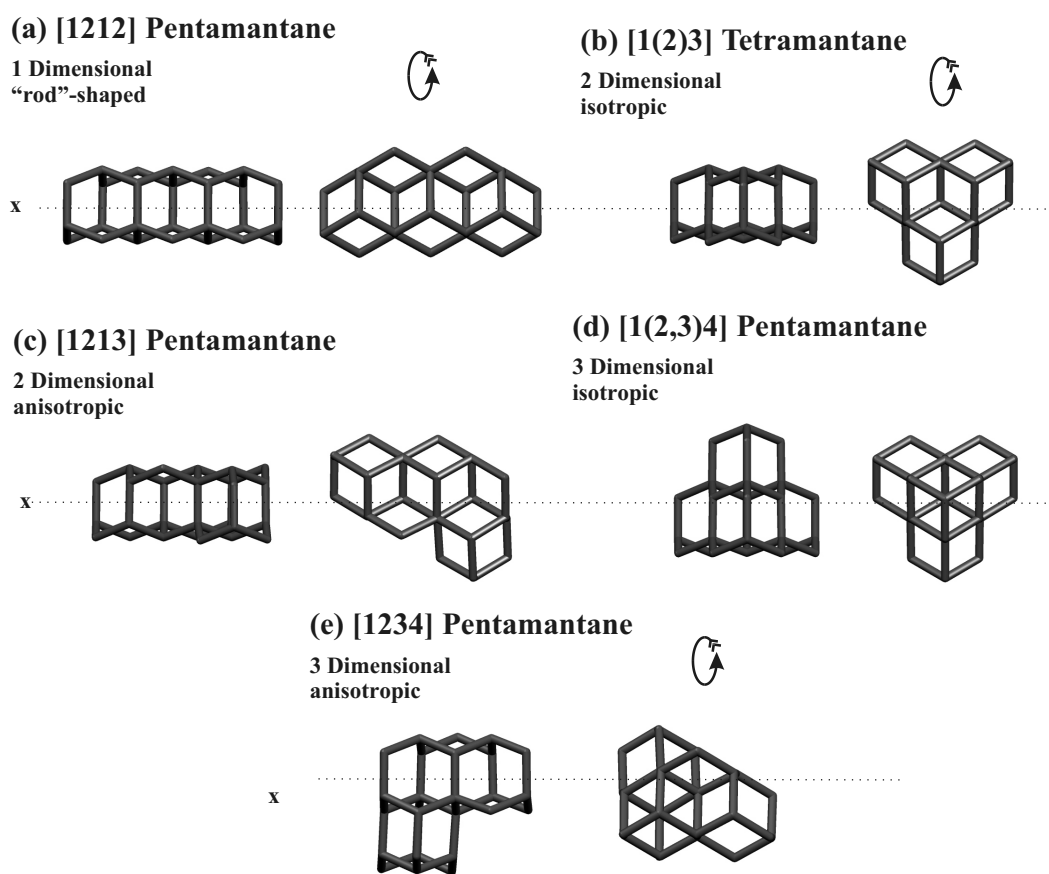 (a) [1212] Pentamantane
1 Dimensional
“rod”-shaped
(b) [1(2)3] Tetramantane
2 Dimensional
isotropic
x
(c) [1213] Pentamantane
2 Dimensional
anisotropic
(d) [1(2,3)4] Pentamantane
3 Dimensional
isotropic
x
(e) [1234] Pentamantane
3 Dimensional
anisotropic
x